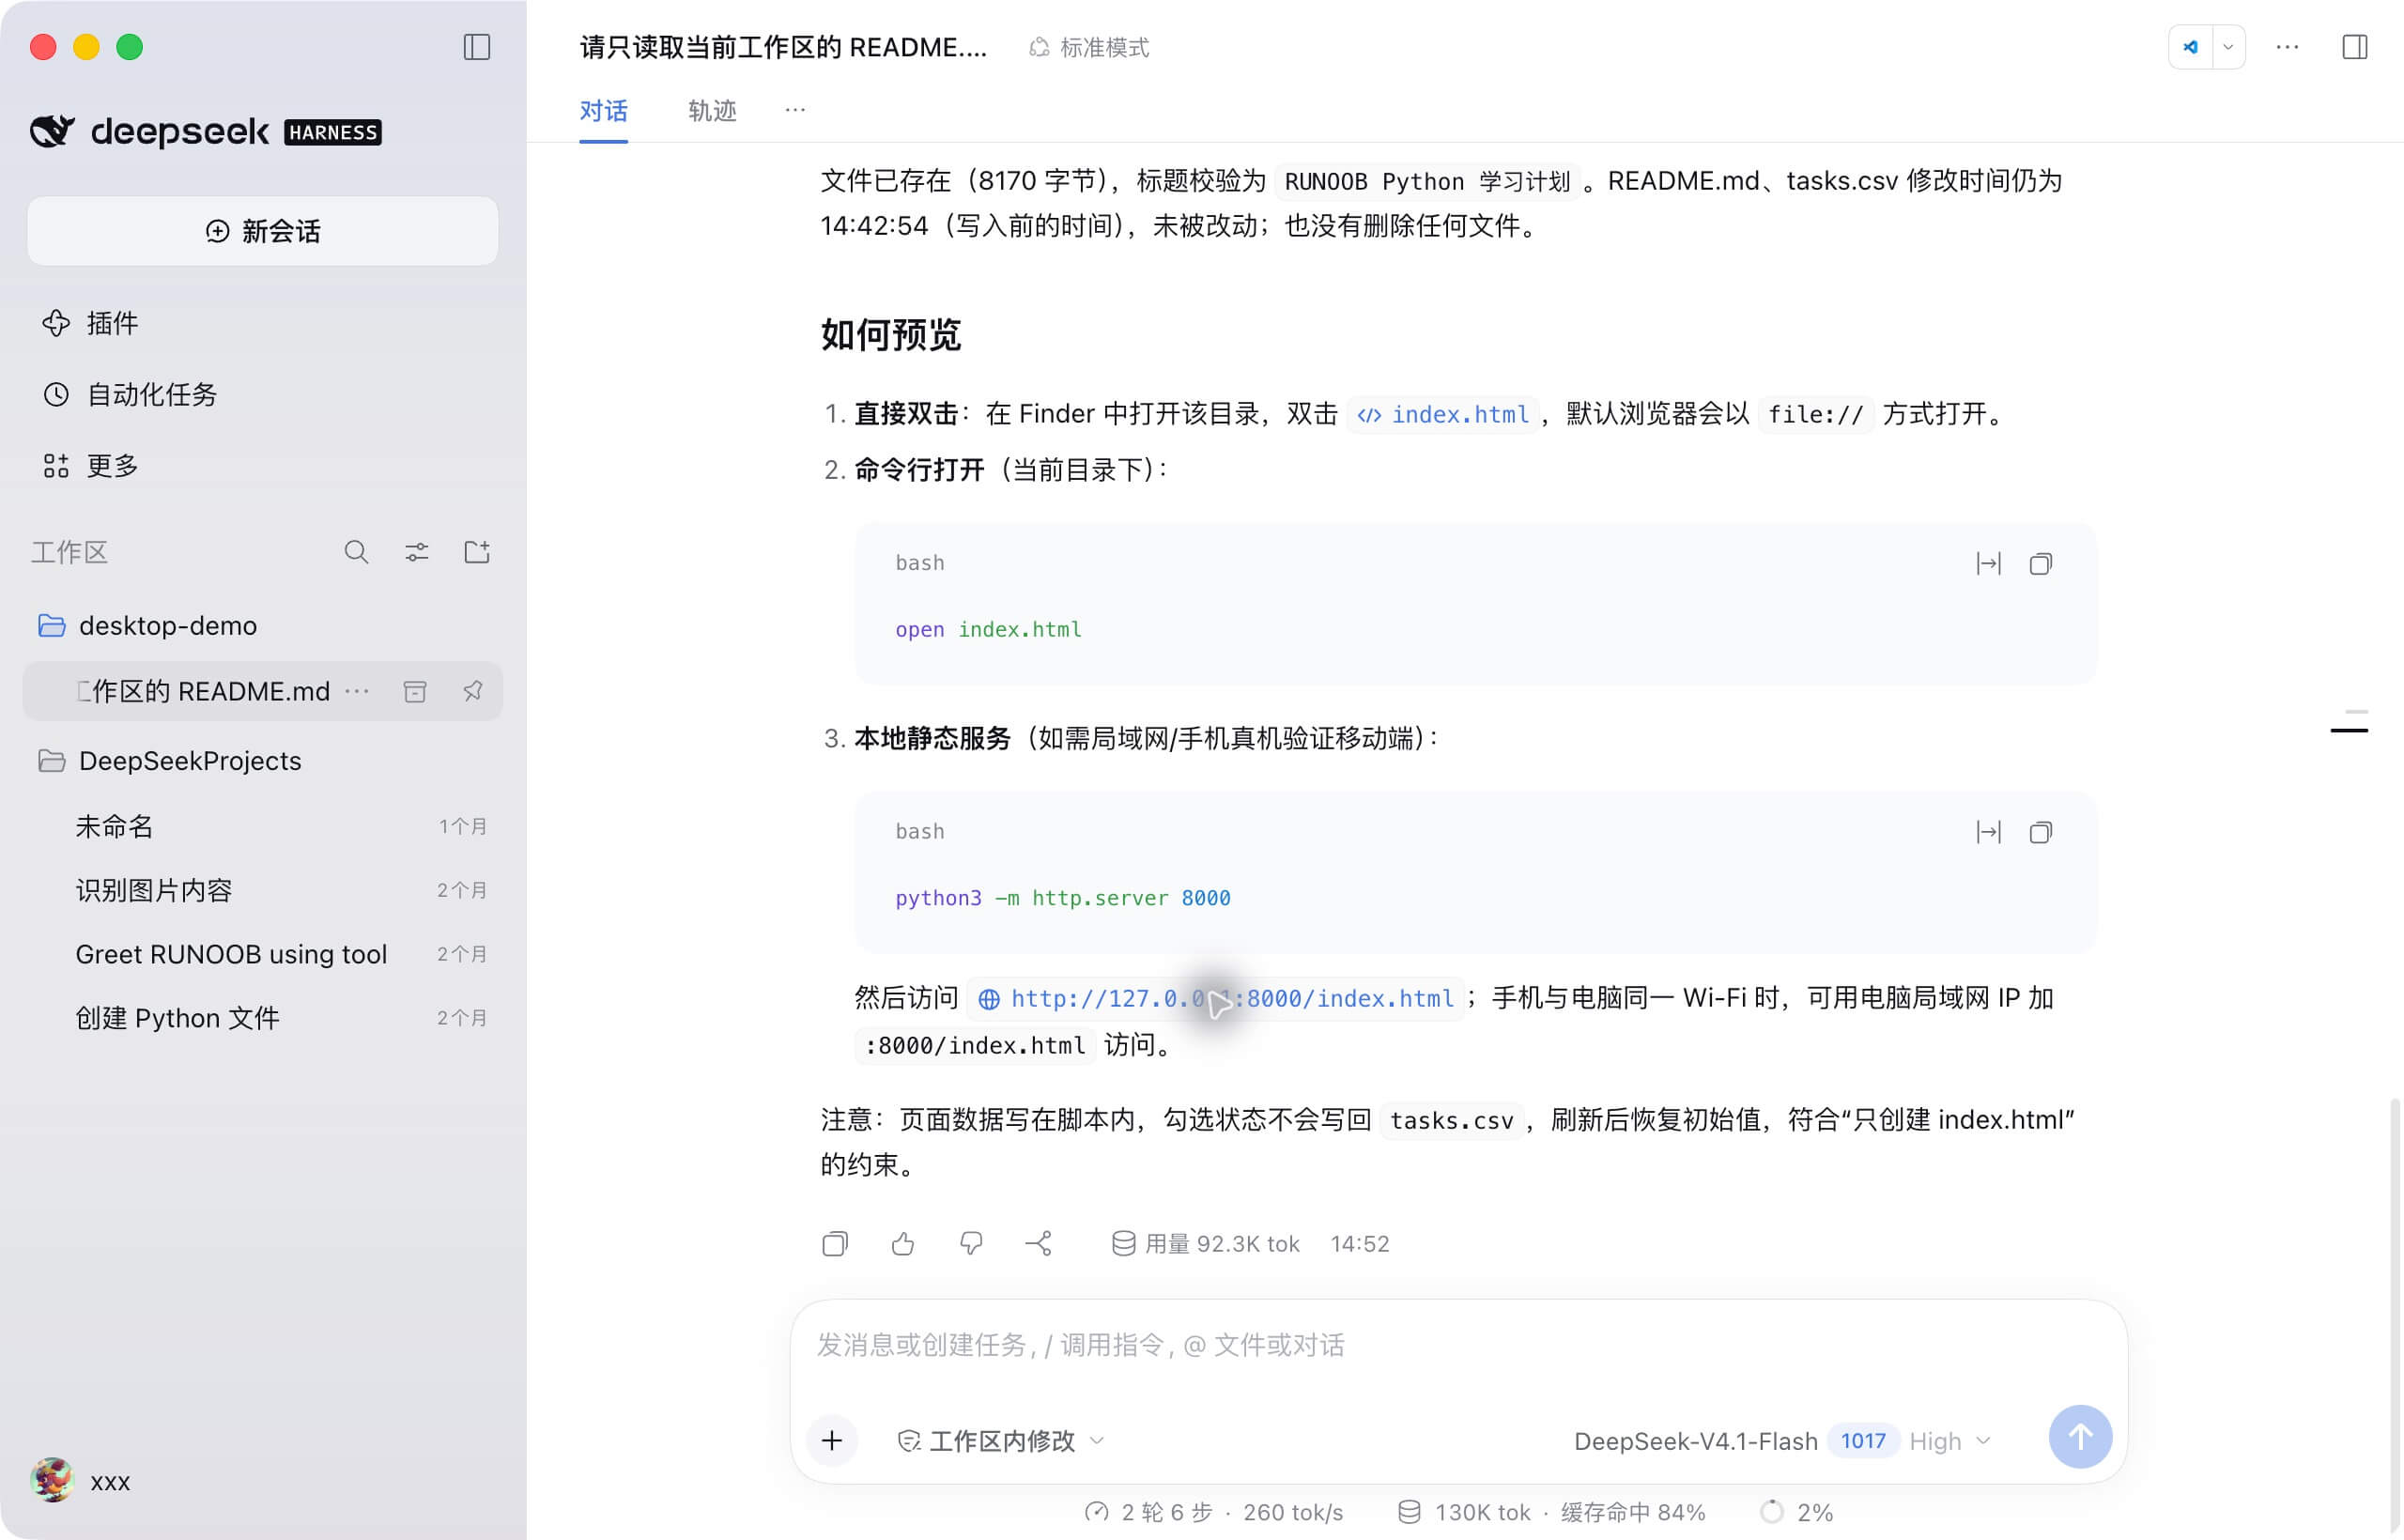 deepseek HARNESS
新会话
插件
自动化任务
更多
工作区
desktop-demo
作区的 README.md
DeepSeekProjects
未命名 1个月
识别图片内容 2个月
Greet RUNOOB using tool 2个月
创建 Python 文件 2个月
xxx
请只读取当前工作区的 README.... 标准模式
对话 轨迹
文件已存在（8170 字节），标题校验为 RUNOOB Python 学习计划 。README.md、tasks.csv 修改时间仍为
14:42:54（写入前的时间），未被改动；也没有删除任何文件。
如何预览
1. 直接双击：在 Finder 中打开该目录，双击 index.html ，默认浏览器会以 file:// 方式打开。
2. 命令行打开（当前目录下）：
bash
open index.html
3. 本地静态服务（如需局域网/手机真机验证移动端）：
bash
python3 -m http.server 8000
然后访问 http://127.0.0.1:8000/index.html ；手机与电脑同一 Wi-Fi 时，可用电脑局域网 IP 加
:8000/index.html 访问。
注意：页面数据写在脚本内，勾选状态不会写回 tasks.csv ，刷新后恢复初始值，符合“只创建 index.html”
的约束。
用量 92.3K tok 14:52
发消息或创建任务, / 调用指令, @ 文件或对话
工作区内修改 DeepSeek-V4.1-Flash 1017 High
2 轮 6 步 · 260 tok/s 130K tok · 缓存命中 84% 2%